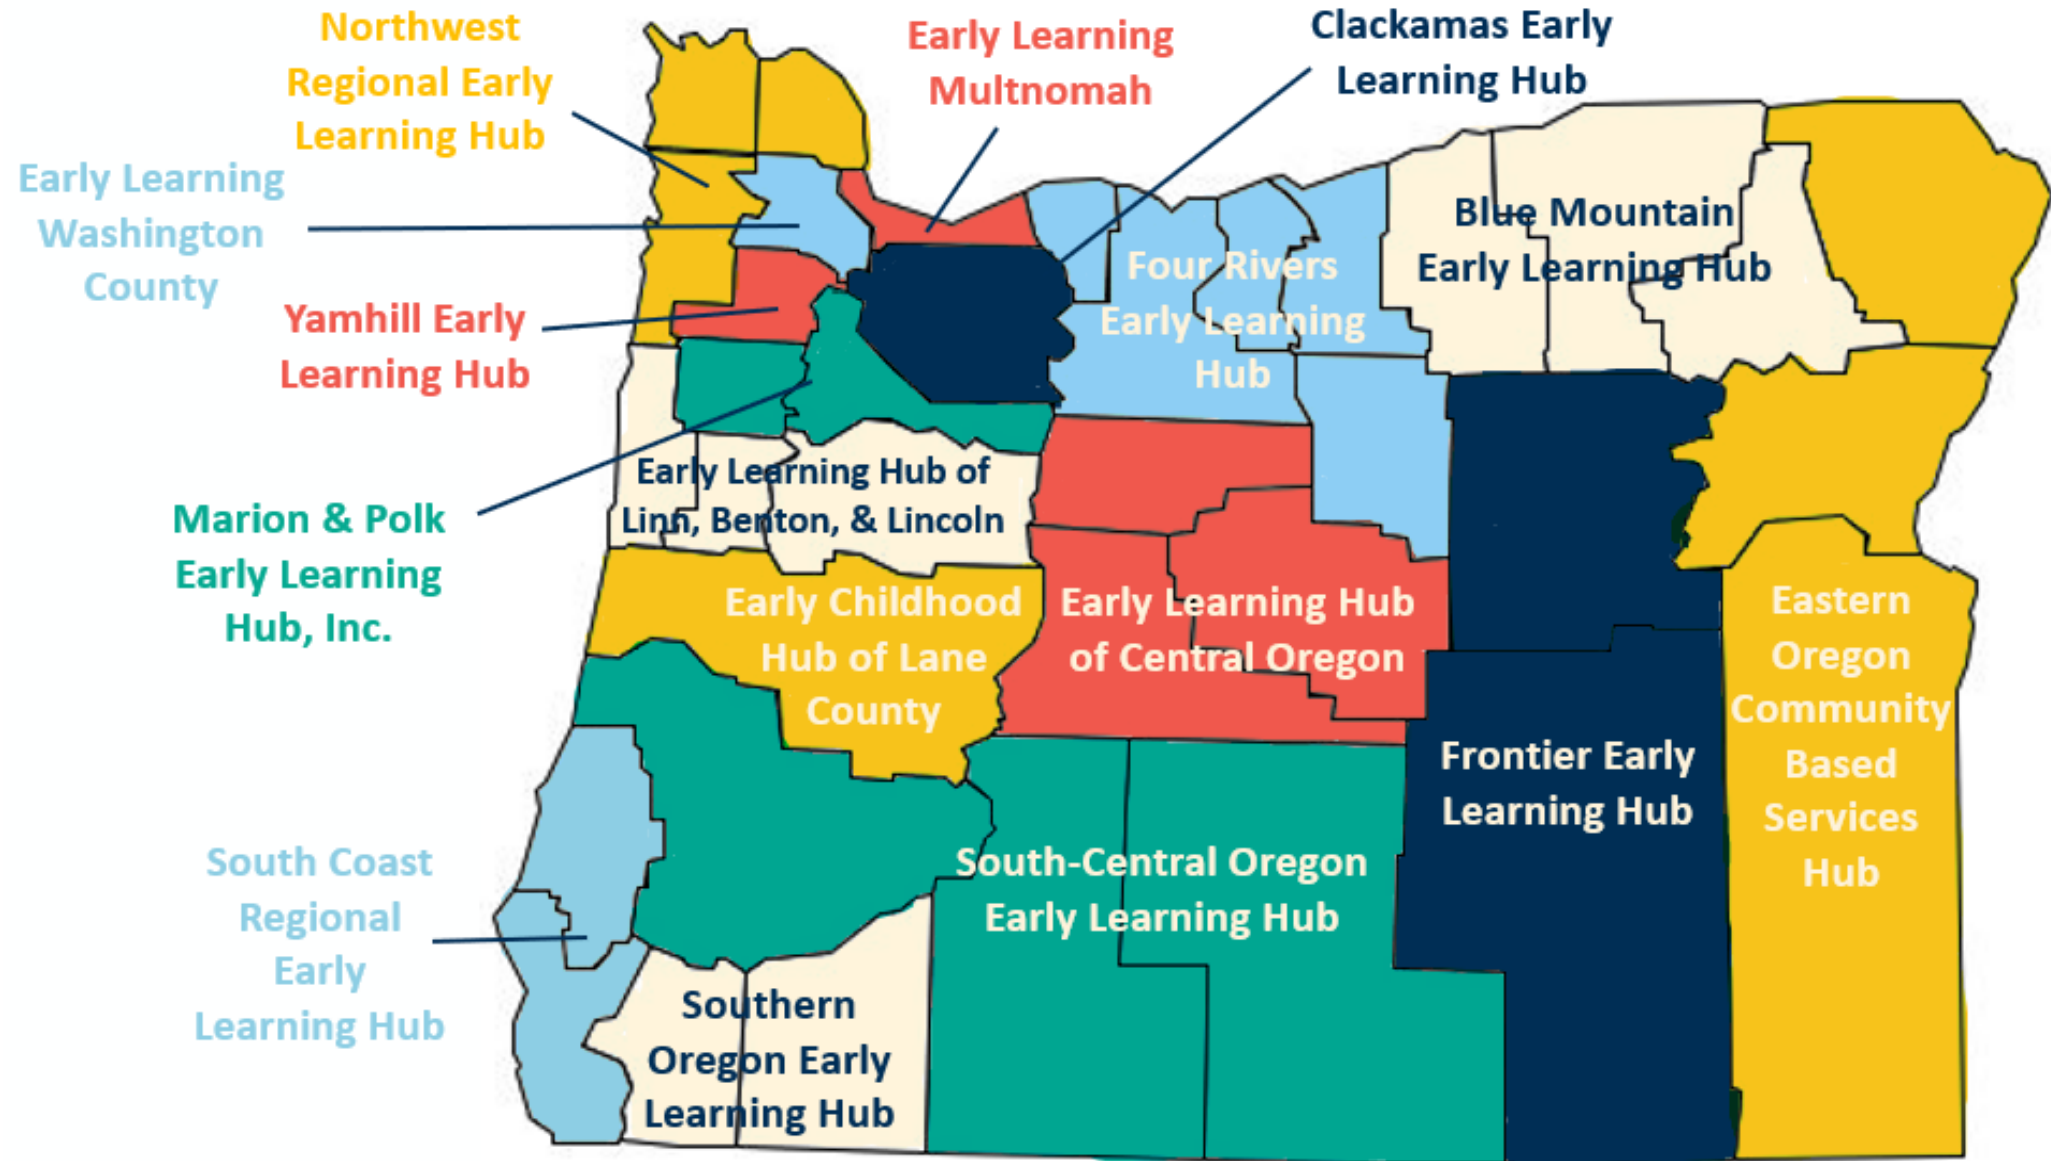 Northwest
Regional Early
Learning Hub
Early Learning
Multnomah
Clackamas Early
Learning Hub
Early Learning
Washington
County
Blue Mountain
Early Learning Hub
Four Rivers
Early Learning
Hub
Yamhill Early
Learning Hub
Early Learning Hub of
Linn, Benton, & Lincoln
Marion & Polk
Early Learning
Hub, Inc.
Early Childhood
Hub of Lane
County
Early Learning Hub
of Central Oregon
Eastern
Oregon
Community
Based
Services
Hub
Frontier Early
Learning Hub
South Coast
Regional
Early
Learning Hub
South-Central Oregon
Early Learning Hub
Southern
Oregon Early
Learning Hub